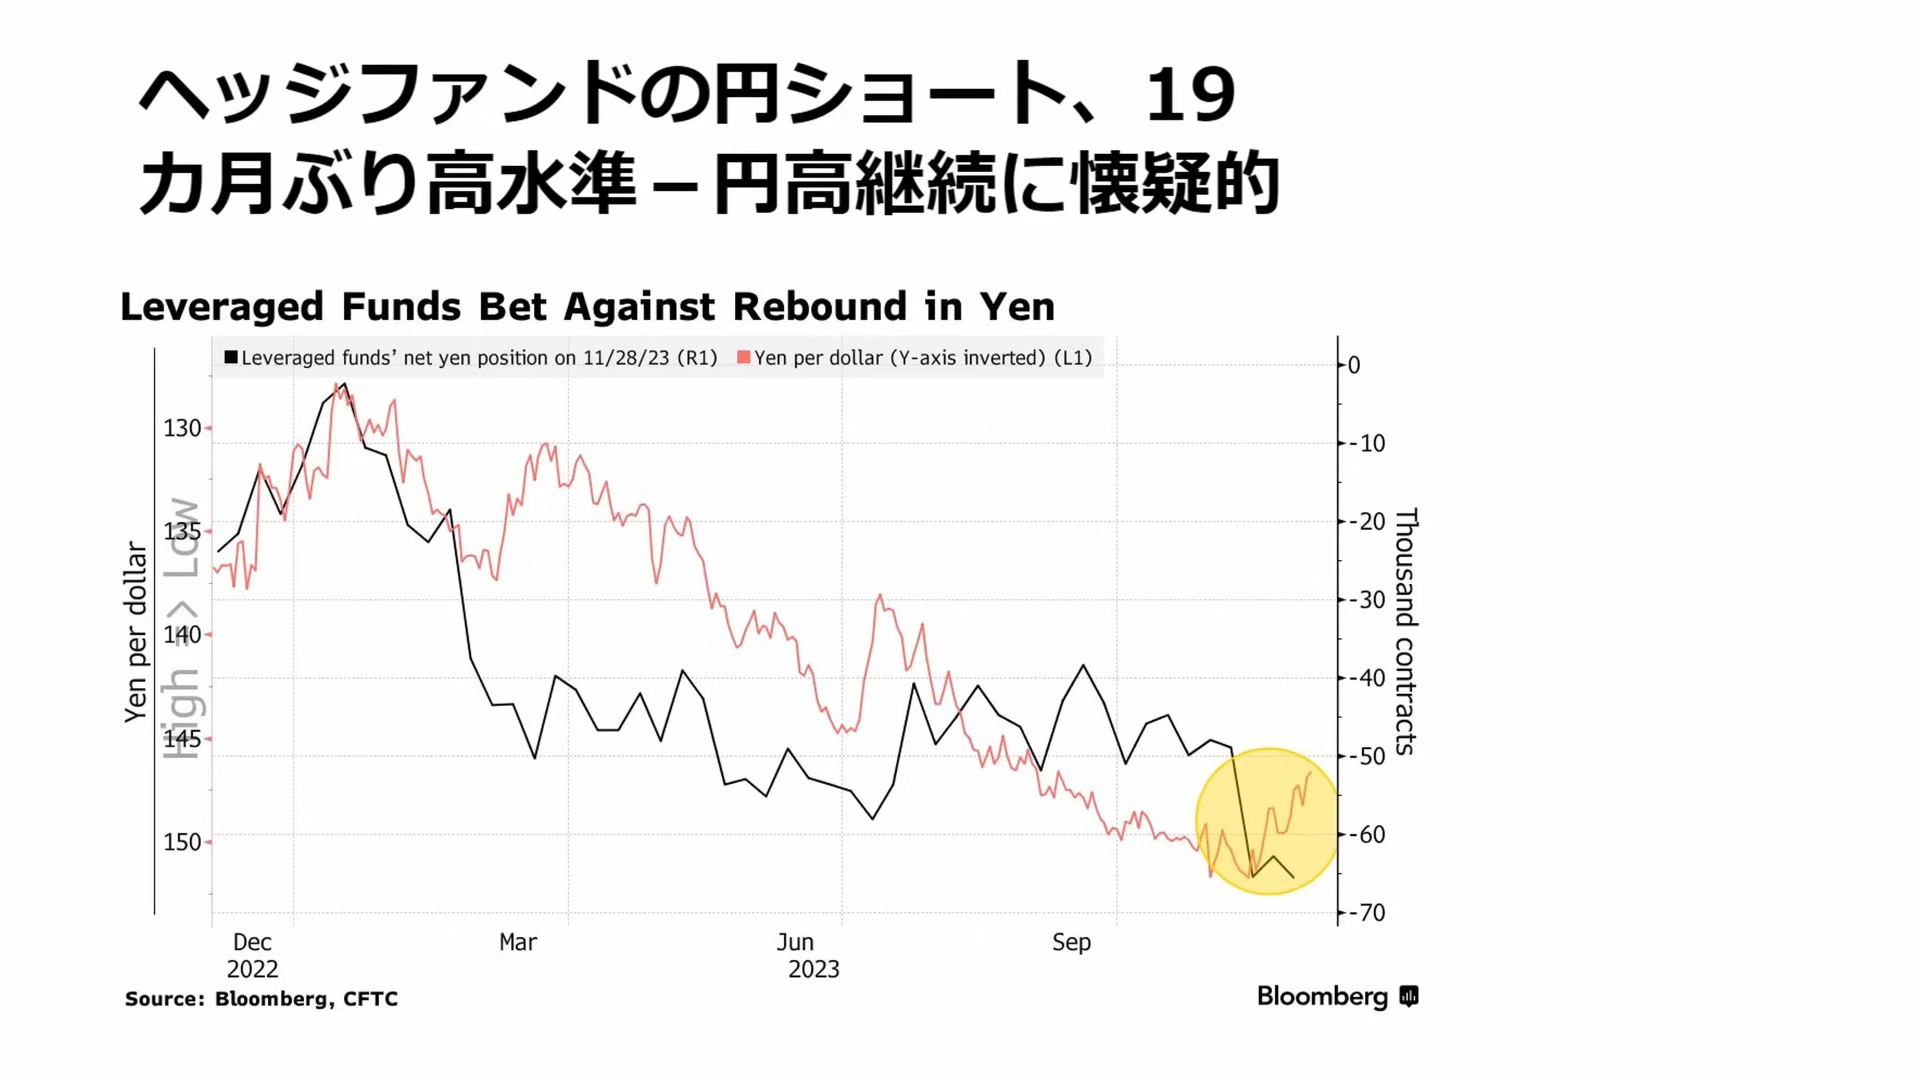 ヘッジファンドの円ショート、19
カ月ぶり高水準－円高継続に懐疑的
Leveraged Funds Bet Against Rebound in Yen
Leveraged funds' net yen position on 11/28/23 (R1) Yen per dollar (Y-axis inverted) (L1)
Yen per dollar
High => Low
130
135
140
145
150
0
-10
-20
-30
-40
-50
-60
-70
Thousand contracts
Dec Mar Jun Sep
2022 2023
Source: Bloomberg, CFTC
Bloomberg